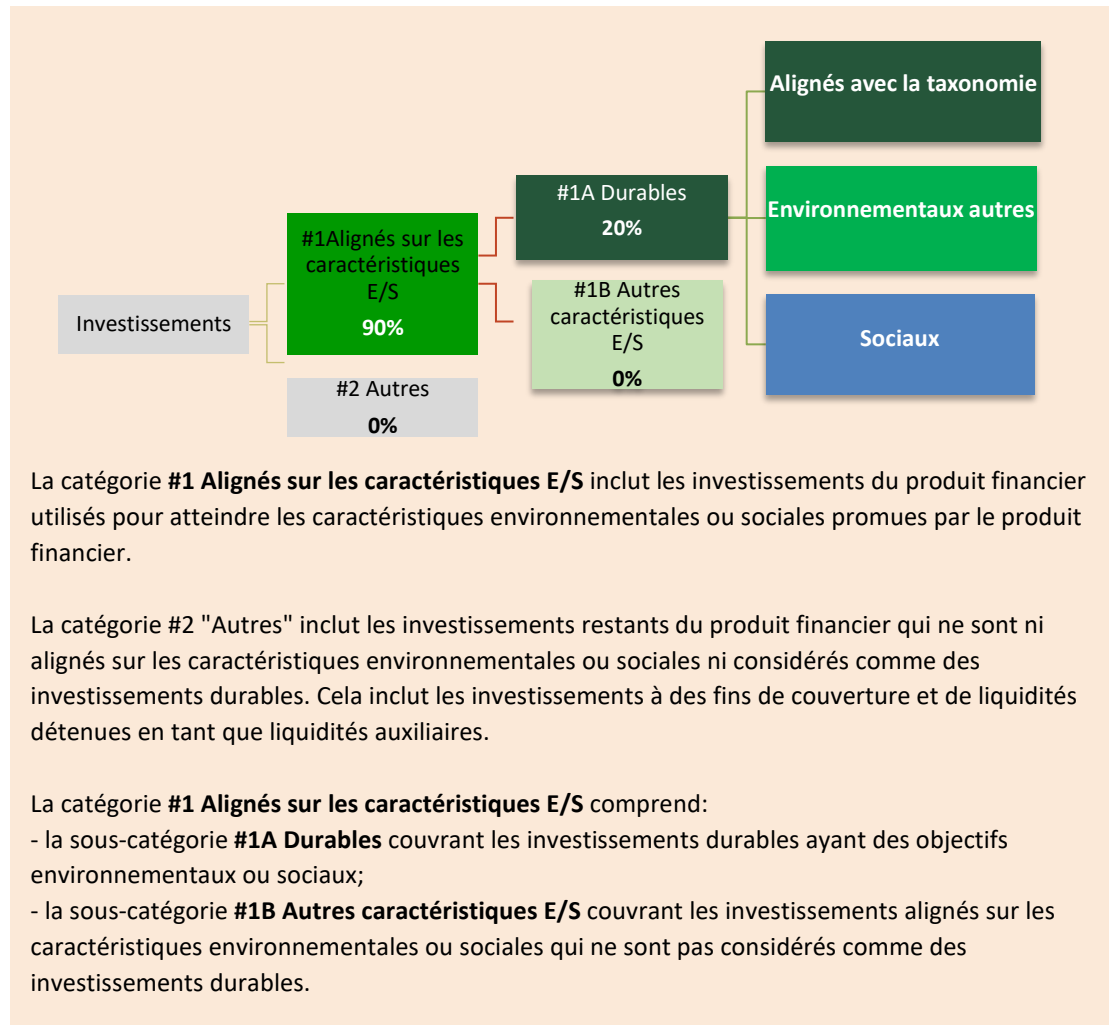 Alignés avec la taxonomie
#1A Durables
20%
Environnementaux autres
#1Alignés sur les
caractéristiques
E/S
90%
#1B Autres
caractéristiques
E/S
0%
Investissements
Sociaux
#2 Autres
0%
La catégorie #1 Alignés sur les caractéristiques E/S inclut les investissements du produit financier
utilisés pour atteindre les caractéristiques environnementales ou sociales promues par le produit
financier.
La catégorie #2 "Autres" inclut les investissements restants du produit financier qui ne sont ni
alignés sur les caractéristiques environnementales ou sociales ni considérés comme des
investissements durables. Cela inclut les investissements à des fins de couverture et de liquidités
détenues en tant que liquidités auxiliaires.
La catégorie #1 Alignés sur les caractéristiques E/S comprend:
- la sous-catégorie #1A Durables couvrant les investissements durables ayant des objectifs
environnementaux ou sociaux;
- la sous-catégorie #1B Autres caractéristiques E/S couvrant les investissements alignés sur les
caractéristiques environnementales ou sociales qui ne sont pas considérés comme des
investissements durables.